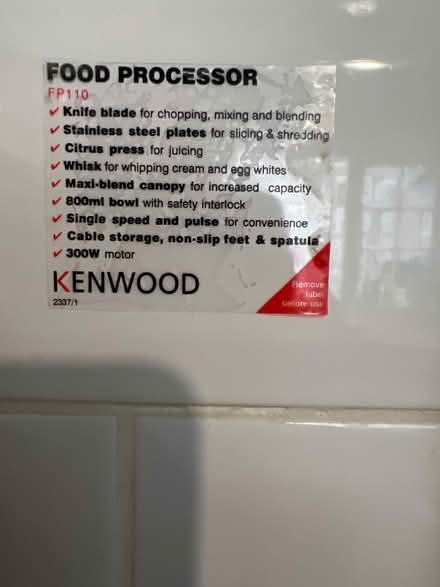 FOOD PROCESSOR
FP110
✓ Knife blade for chopping, mixing and blending
✓ Stainless steel plates for slicing & shredding
✓ Citrus press for juicing
✓ Whisk for whipping cream and egg whites
✓ Maxi-blend canopy for increased capacity
✓ 800ml bowl with safety interlock
✓ Single speed and pulse for convenience
✓ Cable storage, non-slip feet & spatula
✓ 300W motor
KENWOOD
2337/1
Remove
label
before use